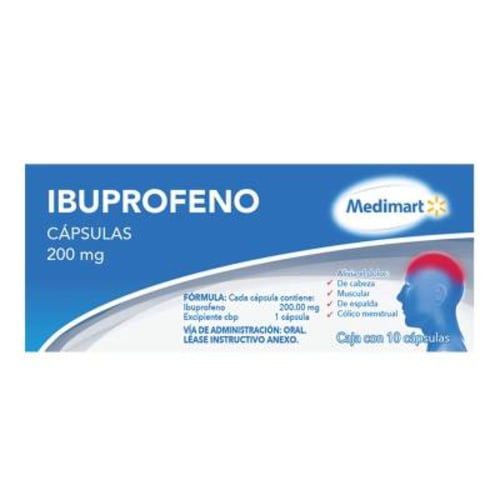 IBUPROFENO
CÁPSULAS
200 mg
Medimart
Alivia el dolor:
De cabeza
Muscular
De espalda
Cólico menstrual
FÓRMULA: Cada cápsula contiene:
Ibuprofeno 200.00 mg
Excipiente cbp 1 cápsula
VÍA DE ADMINISTRACIÓN: ORAL.
LÉASE INSTRUCTIVO ANEXO.
Caja con 10 cápsulas